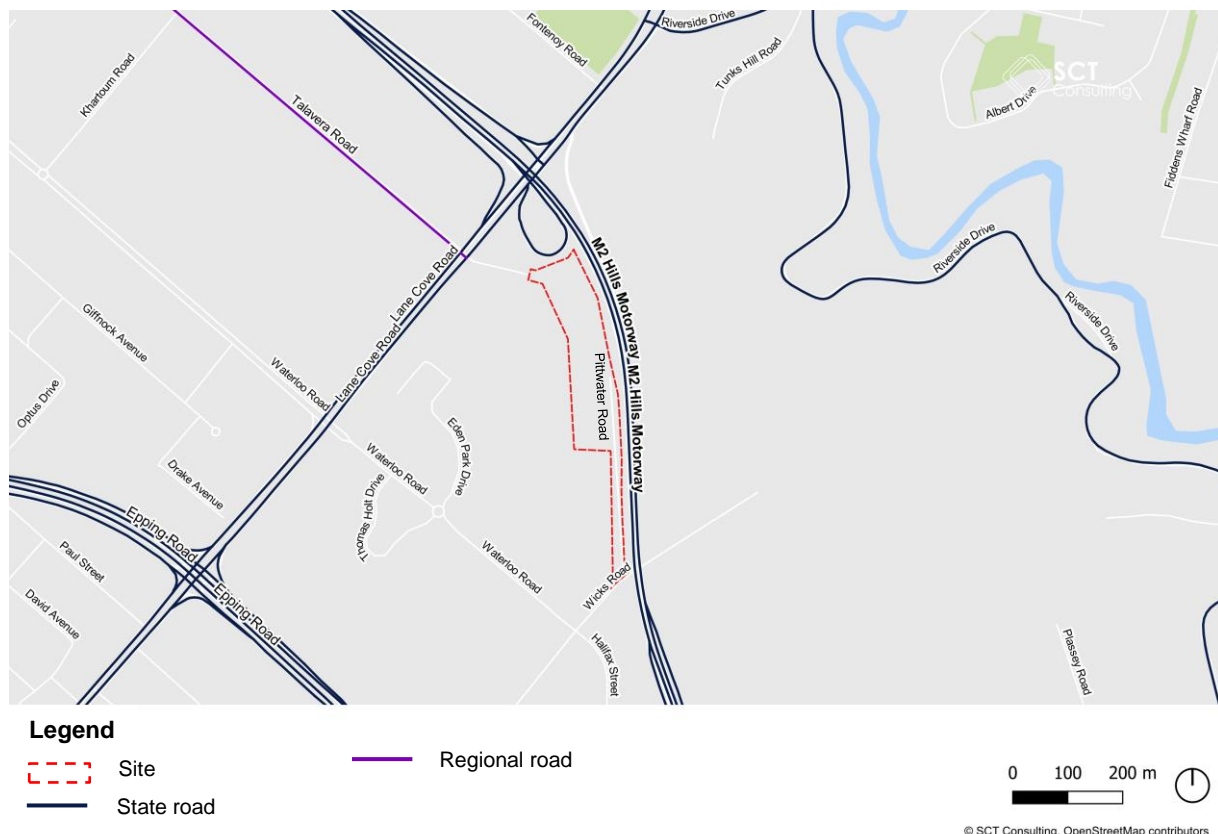 Riverside Drive
Fontenoy Road
Tunks Hill Road
SCT
Consulting
Albert Drive
Khartoum Road
Talavera Road
Fiddens Wharf Road
M2 Hills Motorway
M2 Hills Motorway
Riverside Drive
Lane Cove Road
Riverside Drive
Giffnock Avenue
Lane Cove Road
Waterloo Road
Pittwater Road
Optus Drive
Eden Park Drive
Drake Avenue
Waterloo Road
Thomas Holt Drive
Epping Road
Paul Street
Waterloo Road
Wicks Road
Epping Road
David Avenue
Halifax Street
Plassey Road
Legend
Site
Regional road
State road
0 100 200 m
© SCT Consulting, OpenStreetMap contributors